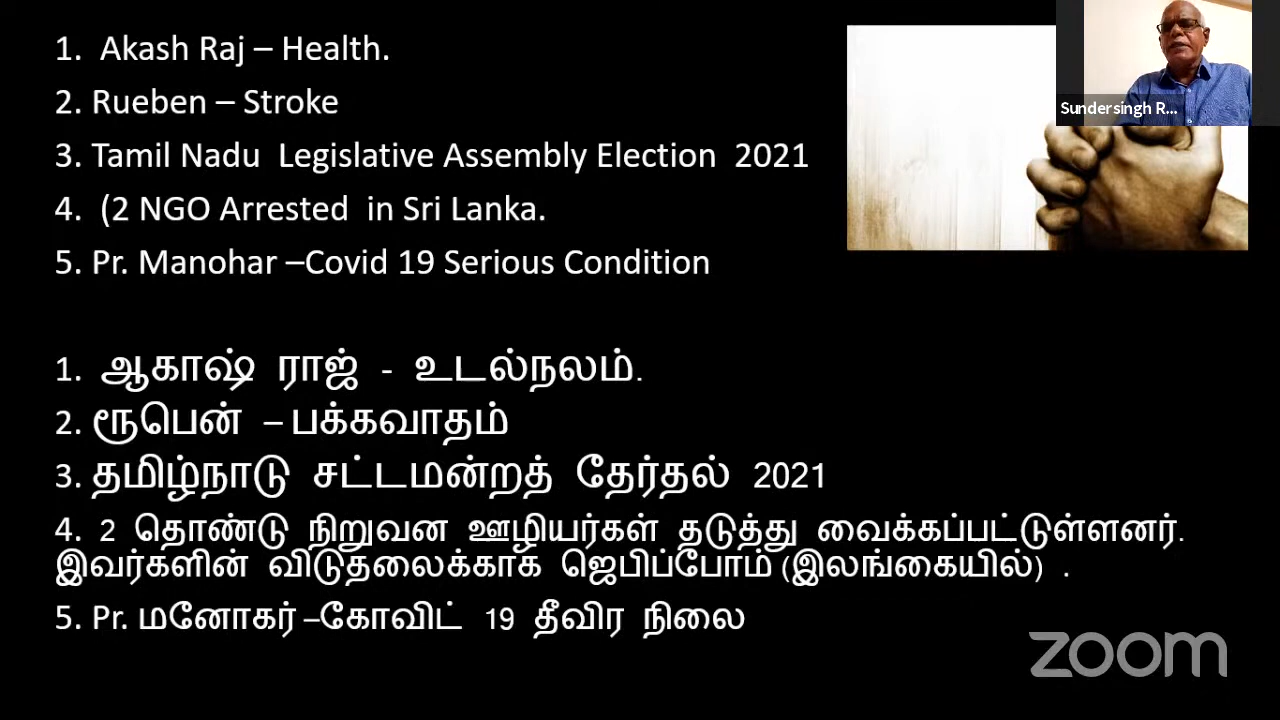 1. Akash Raj – Health.
2. Rueben – Stroke
3. Tamil Nadu Legislative Assembly Election 2021
4. (2 NGO Arrested in Sri Lanka.
5. Pr. Manohar –Covid 19 Serious Condition
Sundersingh R...
1. ஆகாஷ் ராஜ் - உடல்நலம்.
2. ரூபென் – பக்கவாதம்
3. தமிழ்நாடு சட்டமன்றத் தேர்தல் 2021
4. 2 தொண்டு நிறுவன ஊழியர்கள் தடுத்து வைக்கப்பட்டுள்ளனர்.
இவர்களின் விடுதலைக்காக ஜெபிப்போம் (இலங்கையில்) .
5. Pr. மனோகர் –கோவிட் 19 தீவிர நிலை
zoom